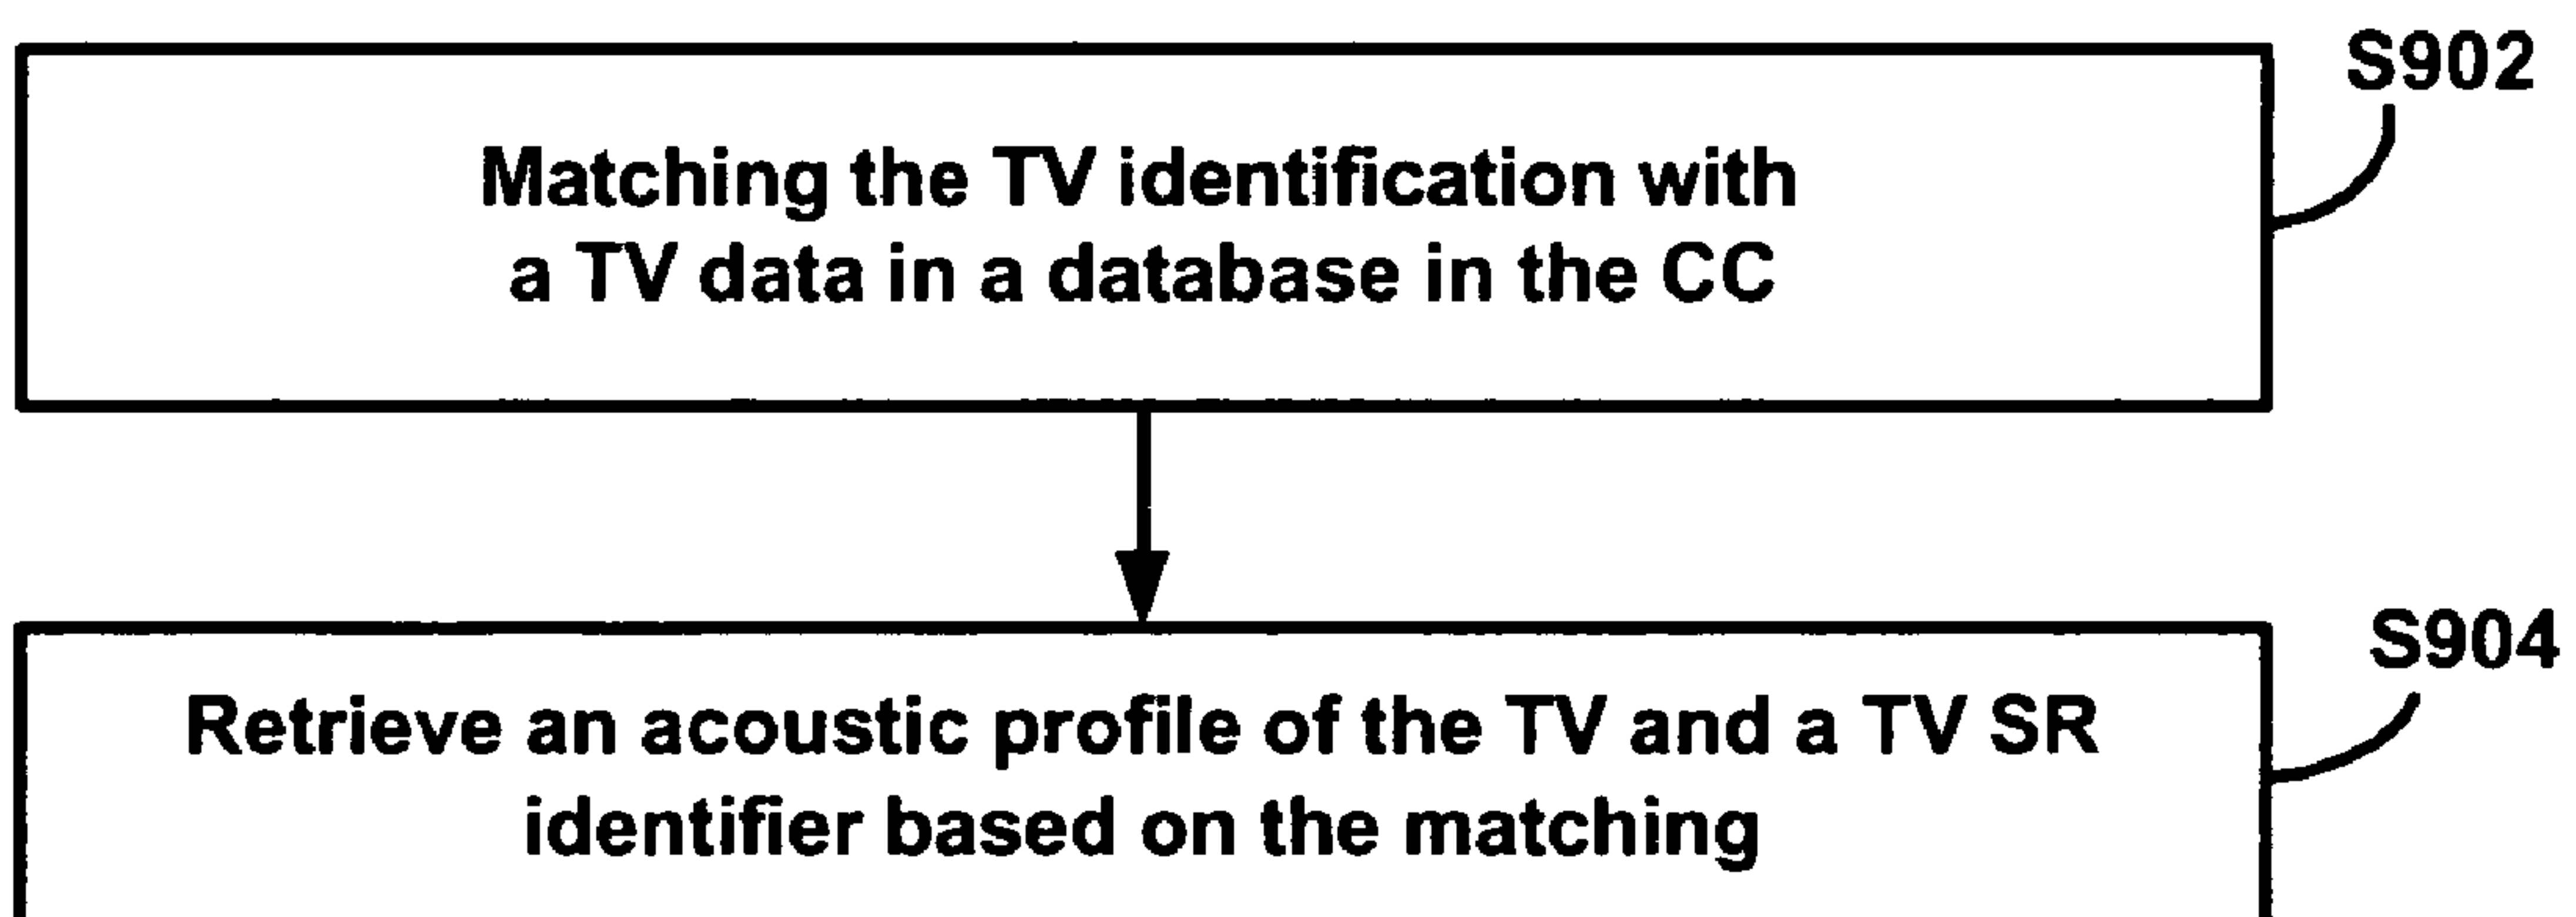 S902
Matching the TV identification with
a TV data in a database in the CC
S904
Retrieve an acoustic profile of the TV and a TV SR
identifier based on the matching